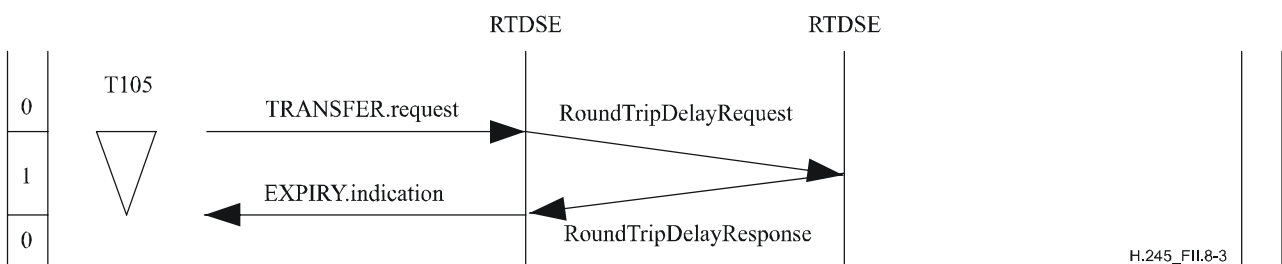 RTDSE RTDSE
T105
0
TRANSFER.request
RoundTripDelayRequest
1
EXPIRY.indication
RoundTripDelayResponse
0
H.245_FII.8-3